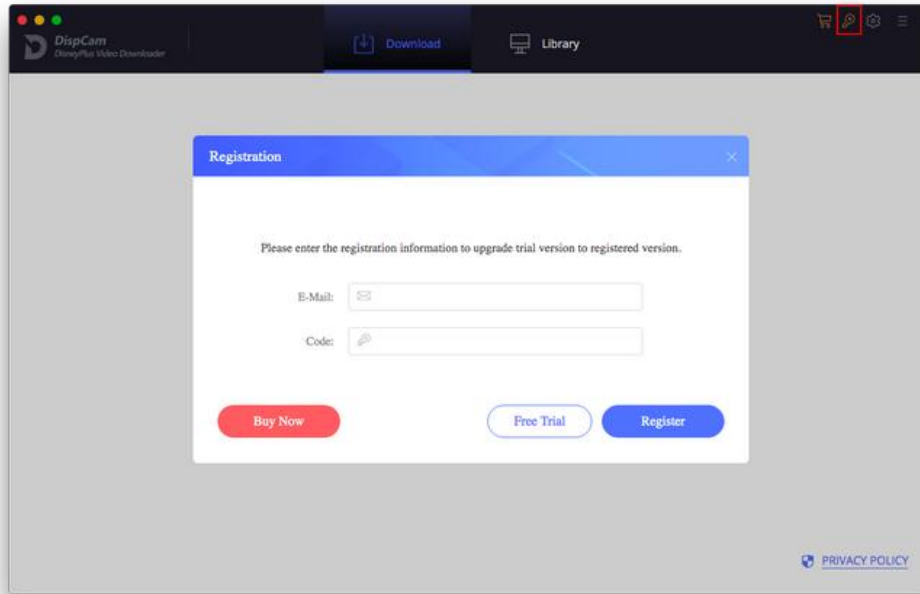 DispCam
DisneyPlus Video Downloader
Download
Library
Registration
Please enter the registration information to upgrade trial version to registered version.
E-Mail:
Code:
Buy Now
Free Trial
Register
PRIVACY POLICY